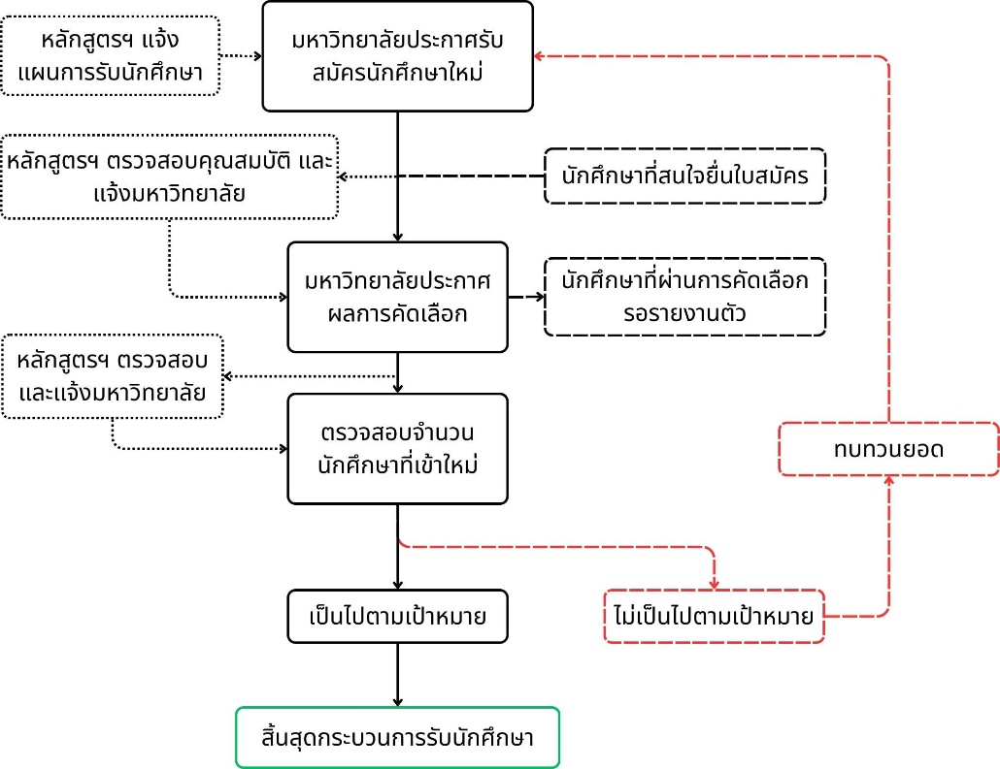 หลักสูตรฯ แจ้ง
แผนการรับนักศึกษา
มหาวิทยาลัยประกาศรับ
สมัครนักศึกษาใหม่
หลักสูตรฯ ตรวจสอบคุณสมบัติ และ
แจ้งมหาวิทยาลัย
นักศึกษาที่สนใจยื่นใบสมัคร
มหาวิทยาลัยประกาศ
ผลการคัดเลือก
นักศึกษาที่ผ่านการคัดเลือก
รอรายงานตัว
หลักสูตรฯ ตรวจสอบ
และแจ้งมหาวิทยาลัย
ตรวจสอบจำนวน
นักศึกษาที่เข้าใหม่
ทบทวนยอด
เป็นไปตามเป้าหมาย
ไม่เป็นไปตามเป้าหมาย
สิ้นสุดกระบวนการรับนักศึกษา